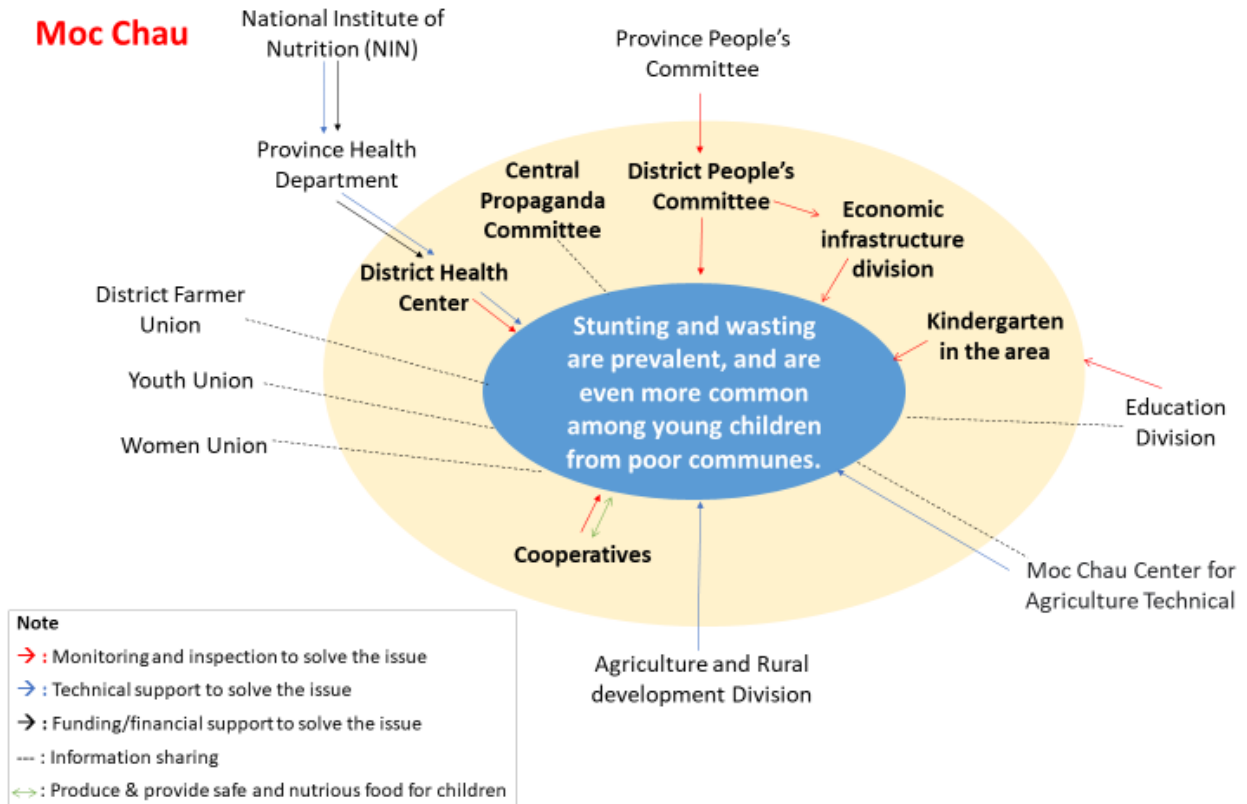 Moc Chau
National Institute of
Nutrition (NIN)
Province People's
Committee
Province Health
Department
Central
Propaganda
Committee
District People's
Committee
Economic
infrastructure
division
District Health
Center
District Farmer
Union
Stunting and wasting
are prevalent, and are
even more common
among young children
from poor communes.
Kindergarten
in the area
Youth Union
Education
Division
Women Union
Cooperatives
Moc Chau Center for
Agriculture Technical
Agriculture and Rural
development Division
Note
→ : Monitoring and inspection to solve the issue
→ : Technical support to solve the issue
→ : Funding/financial support to solve the issue
--- : Information sharing
↔ : Produce & provide safe and nutrious food for children